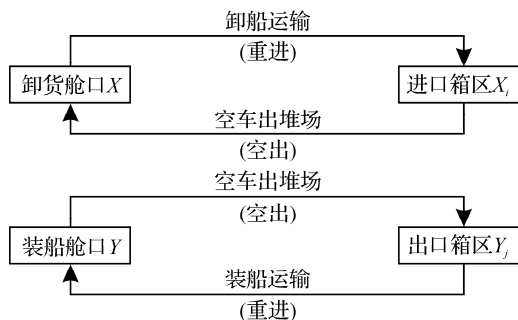 卸船运输
(重进)
卸货舱口X
进口箱区Xi
空车出堆场
(空出)
空车出堆场
(空出)
装船舱口Y
出口箱区Yj
装船运输
(重进)